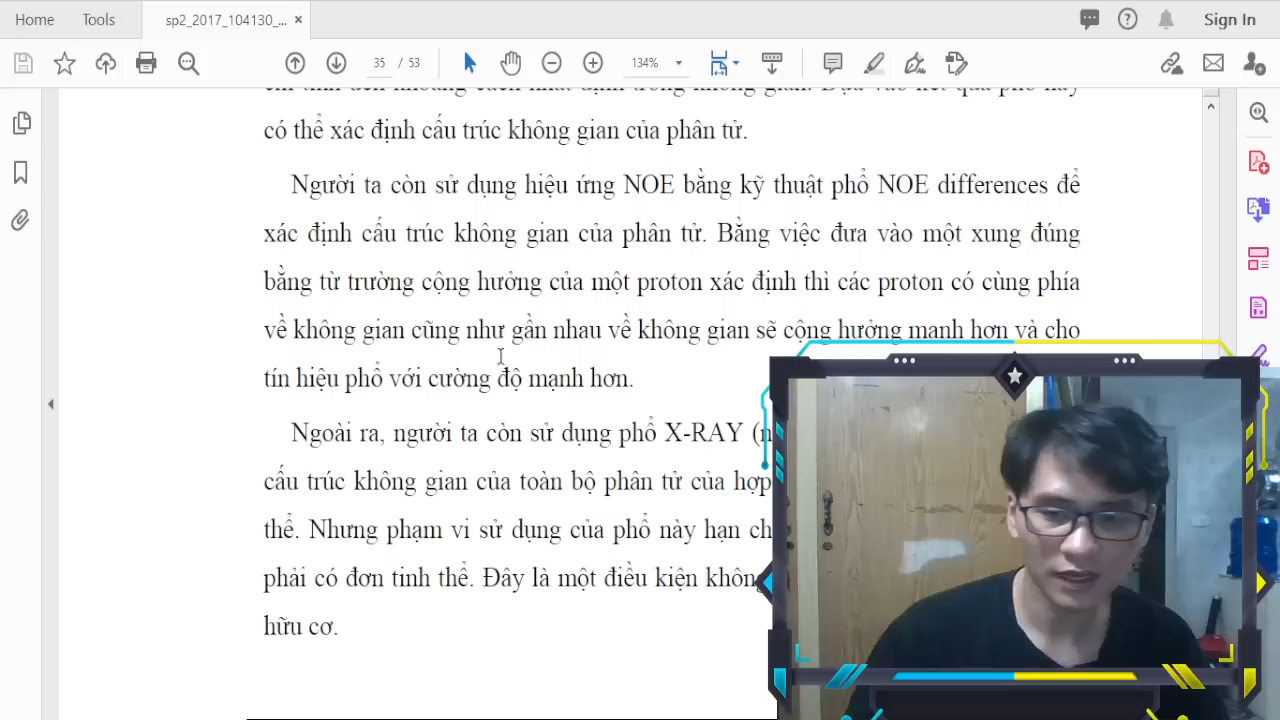 Home Tools sp2_2017_104130_... × Sign In
35 / 53 134%
có thể xác định cấu trúc không gian của phân tử.
Người ta còn sử dụng hiệu ứng NOE bằng kỹ thuật phổ NOE differences để
xác định cấu trúc không gian của phân tử. Bằng việc đưa vào một xung đúng
bằng từ trường cộng hưởng của một proton xác định thì các proton có cùng phía
về không gian cũng như gần nhau về không gian sẽ cộng hưởng mạnh hơn và cho
tín hiệu phổ với cường độ mạnh hơn.
Ngoài ra, người ta còn sử dụng phổ X-RAY
cấu trúc không gian của toàn bộ phân tử của hợp
thể. Nhưng phạm vi sử dụng của phổ này hạn
phải có đơn tinh thể. Đây là một điều kiện
hữu cơ.